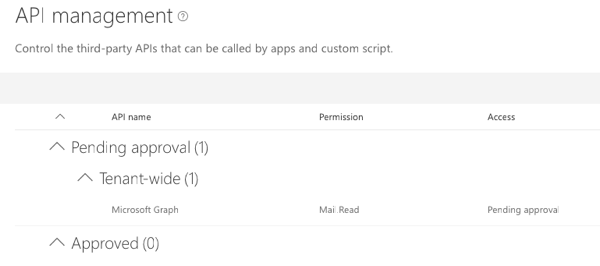 API management
Control the third-party APIs that can be called by apps and custom script.
API name Permission Access
Pending approval (1)
Tenant-wide (1)
Microsoft Graph Mail Read Pending approval
Approved (0)